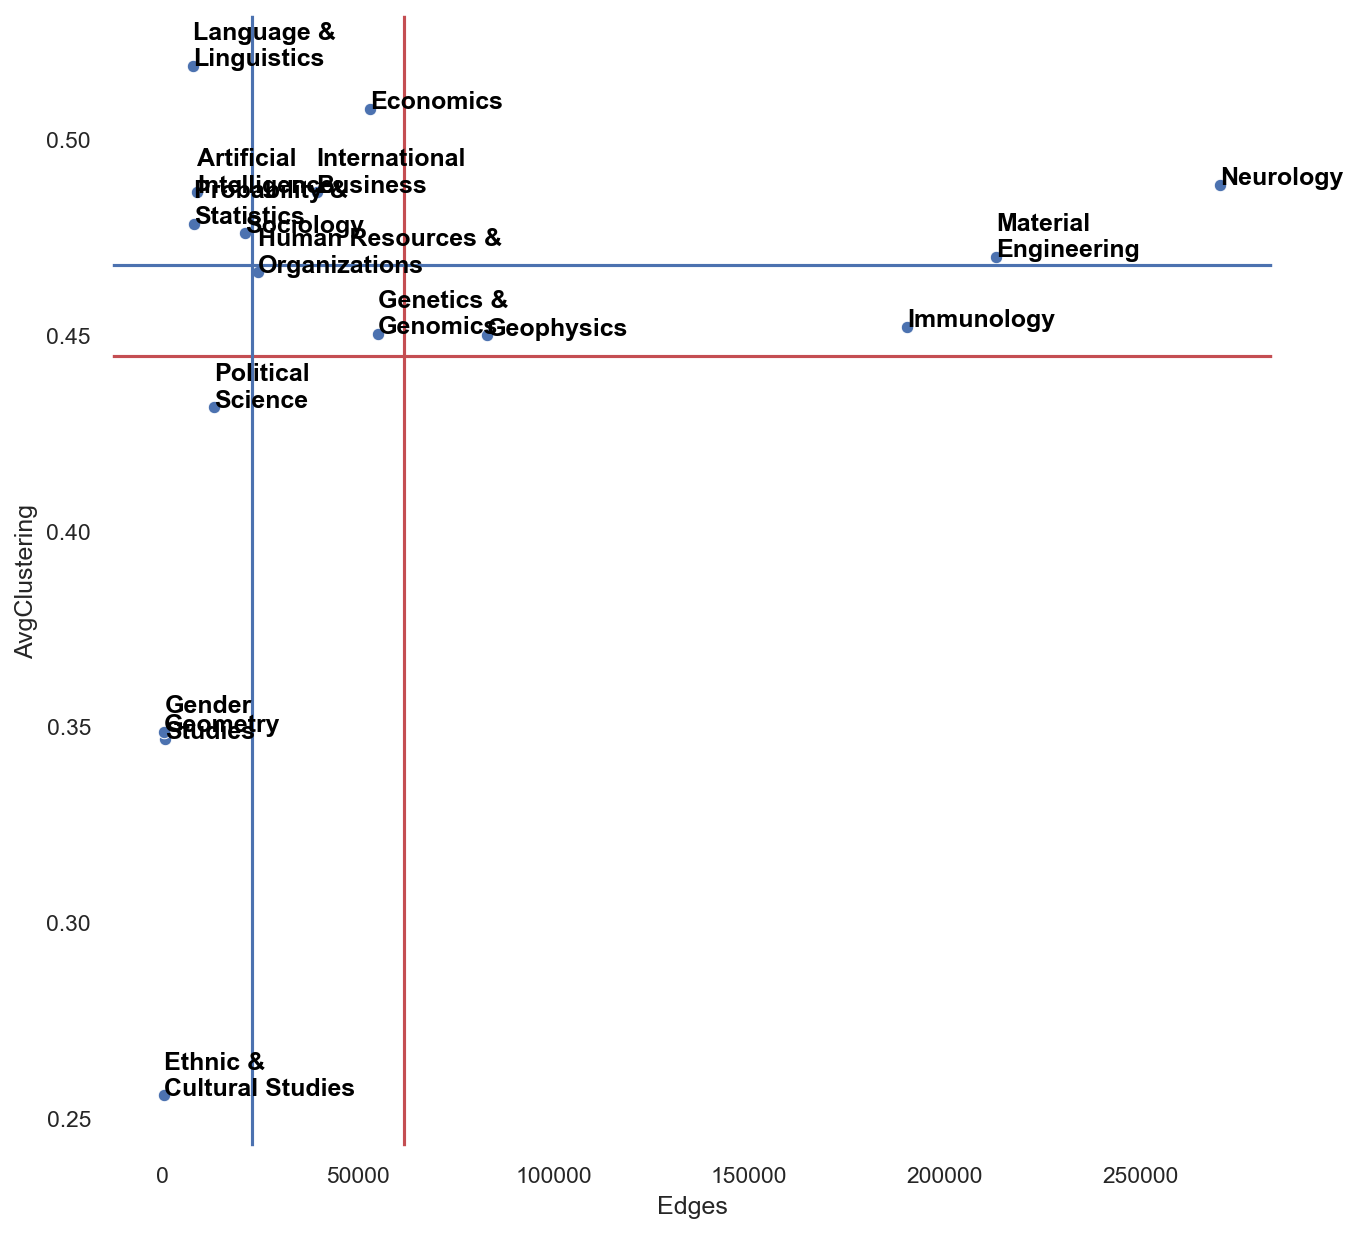 Language &
Linguistics
Economics
0.50
Artificial
Intelligence
International
Business
Probability &
Statistics
Neurology
Sociology
Material
Engineering
Human Resources &
Organizations
Genetics &
Genomics
Geophysics
Immunology
0.45
Political
Science
AvgClustering
0.40
Gender
Studies
Geometry
0.35
0.30
Ethnic &
Cultural Studies
0.25
0 50000 100000 150000 200000 250000
Edges